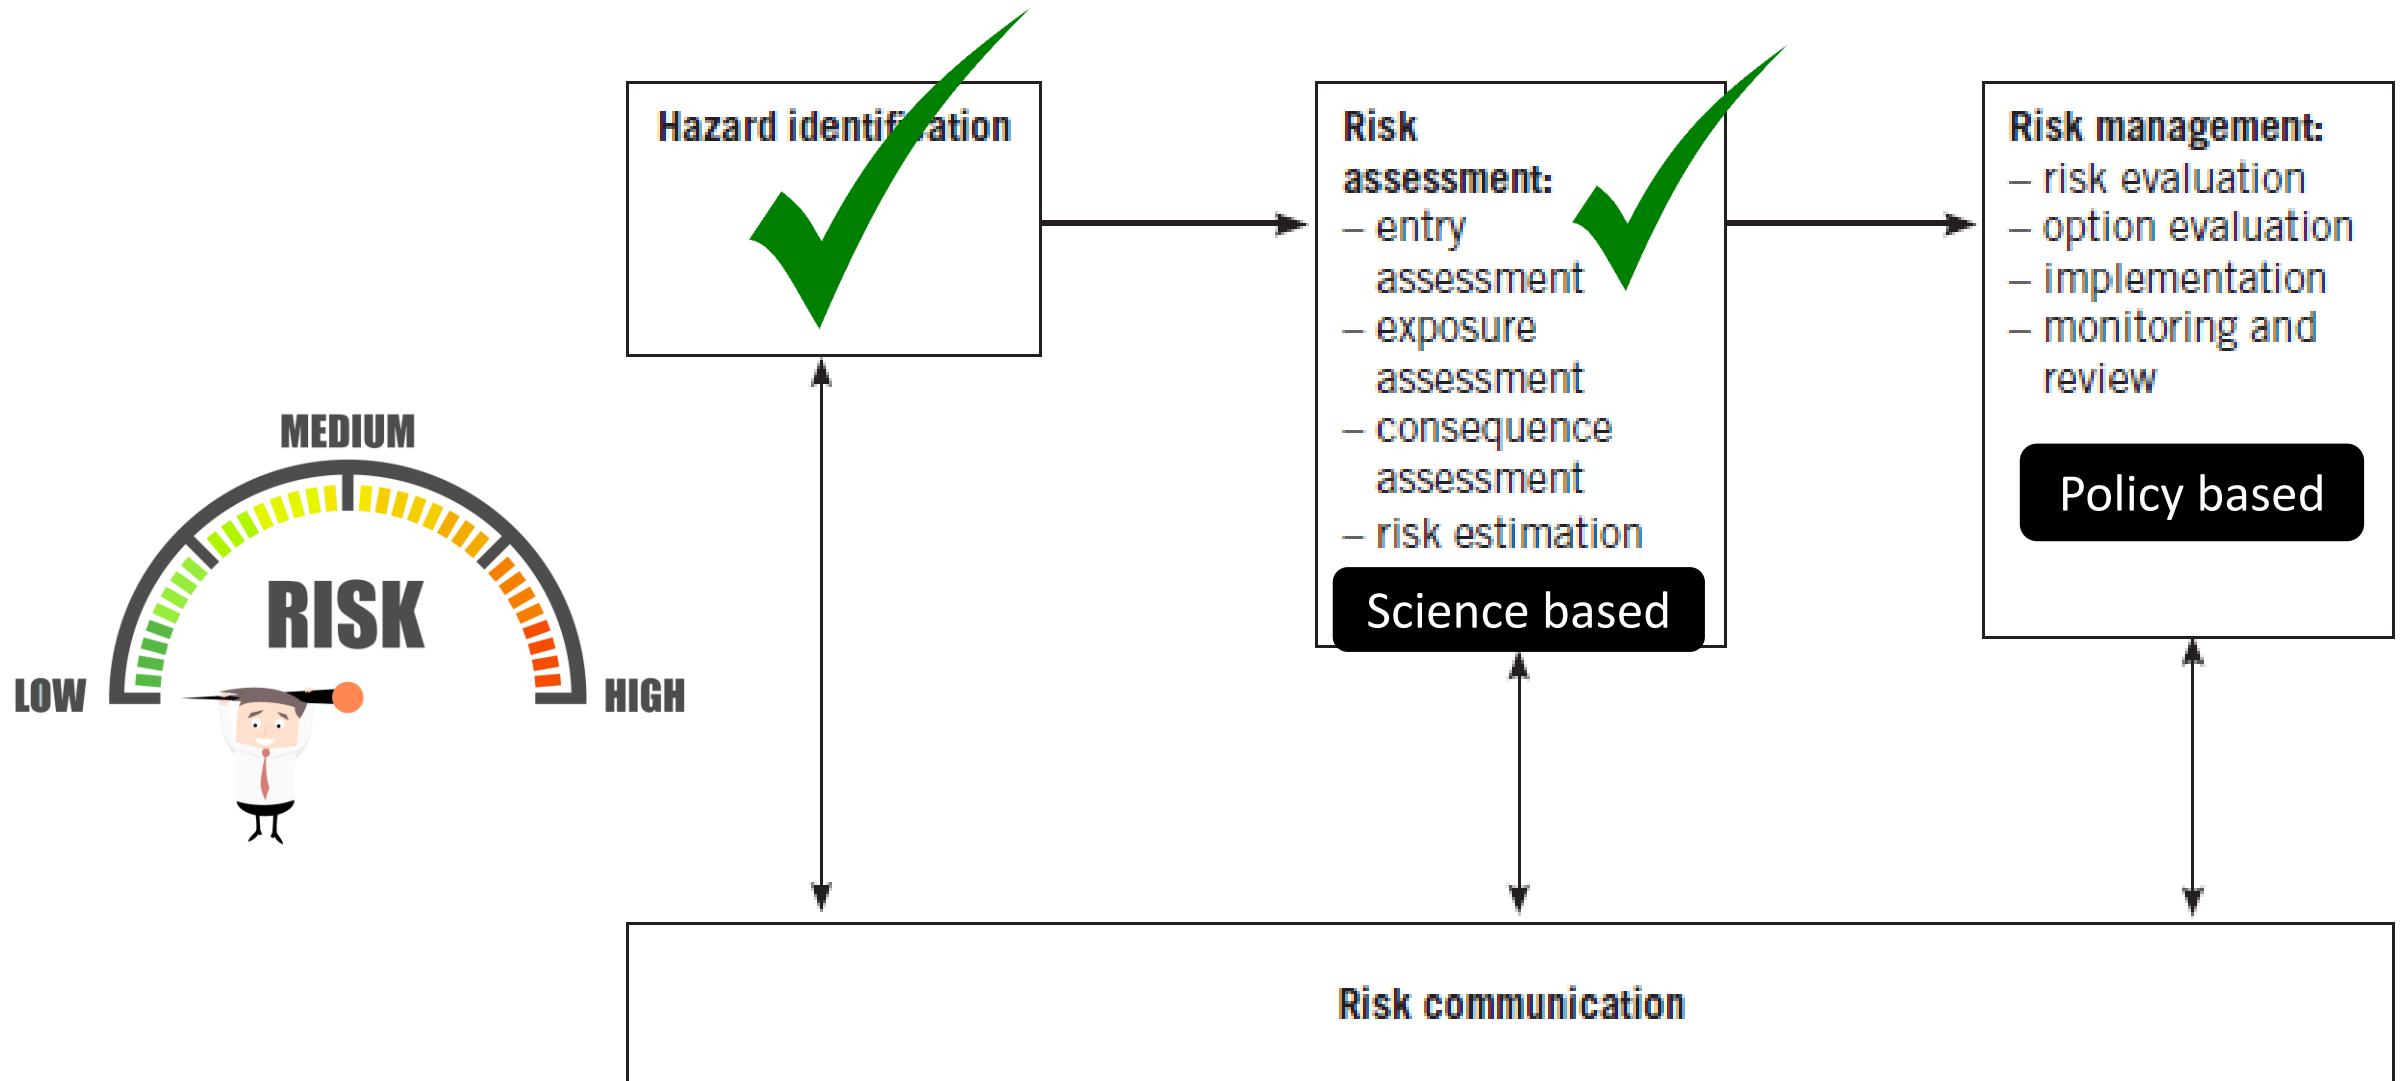 Hazard identification
Risk
assessment:
– entry
assessment
– exposure
assessment
– consequence
assessment
– risk estimation
Science based
Risk management:
– risk evaluation
– option evaluation
– implementation
– monitoring and
review
Policy based
MEDIUM
RISK
LOW
HIGH
Risk communication